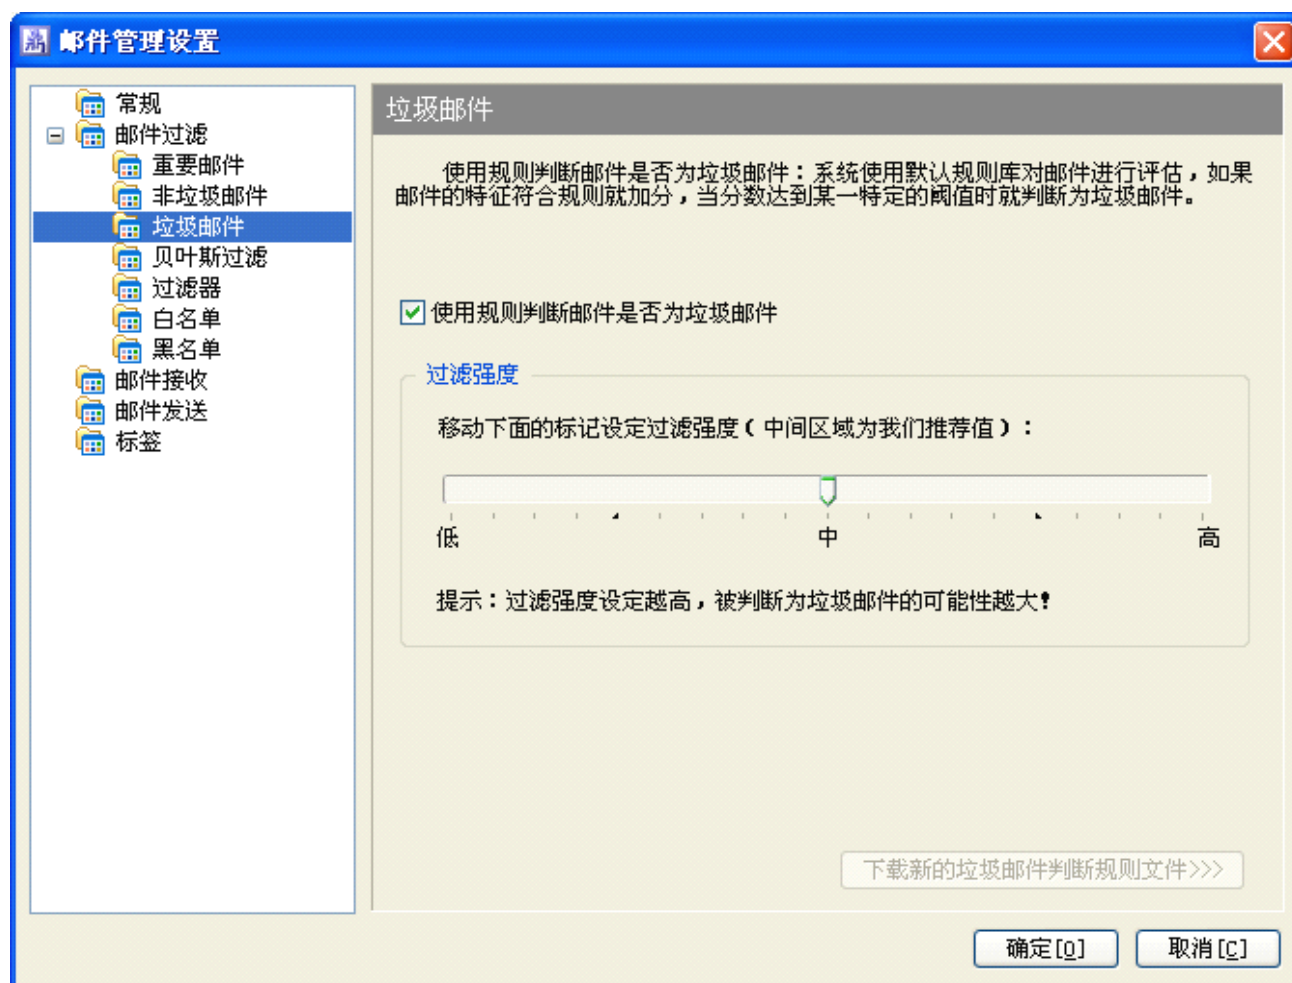 邮件管理设置
常规
邮件过滤
重要邮件
非垃圾邮件
垃圾邮件
贝叶斯过滤
过滤器
白名单
黑名单
邮件接收
邮件发送
标签
垃圾邮件
使用规则判断邮件是否为垃圾邮件：系统使用默认规则库对邮件进行评估，如果
邮件的特征符合规则就加分，当分数达到某一特定的阈值时就判断为垃圾邮件。
使用规则判断邮件是否为垃圾邮件
过滤强度
移动下面的标记设定过滤强度（中间区域为我们推荐值）：
低 中 高
提示：过滤强度设定越高，被判断为垃圾邮件的可能性越大！
下载新的垃圾邮件判断规则文件>>>
确定[O] 取消[C]